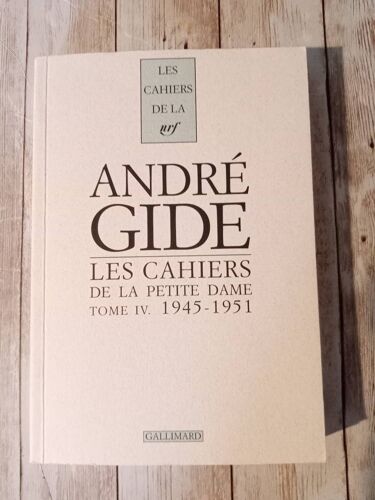 LES
CAHIERS
DE LA
nrf
ANDRÉ
GIDE
LES CAHIERS
DE LA PETITE DAME
TOME IV. 1945-1951
GALLIMARD